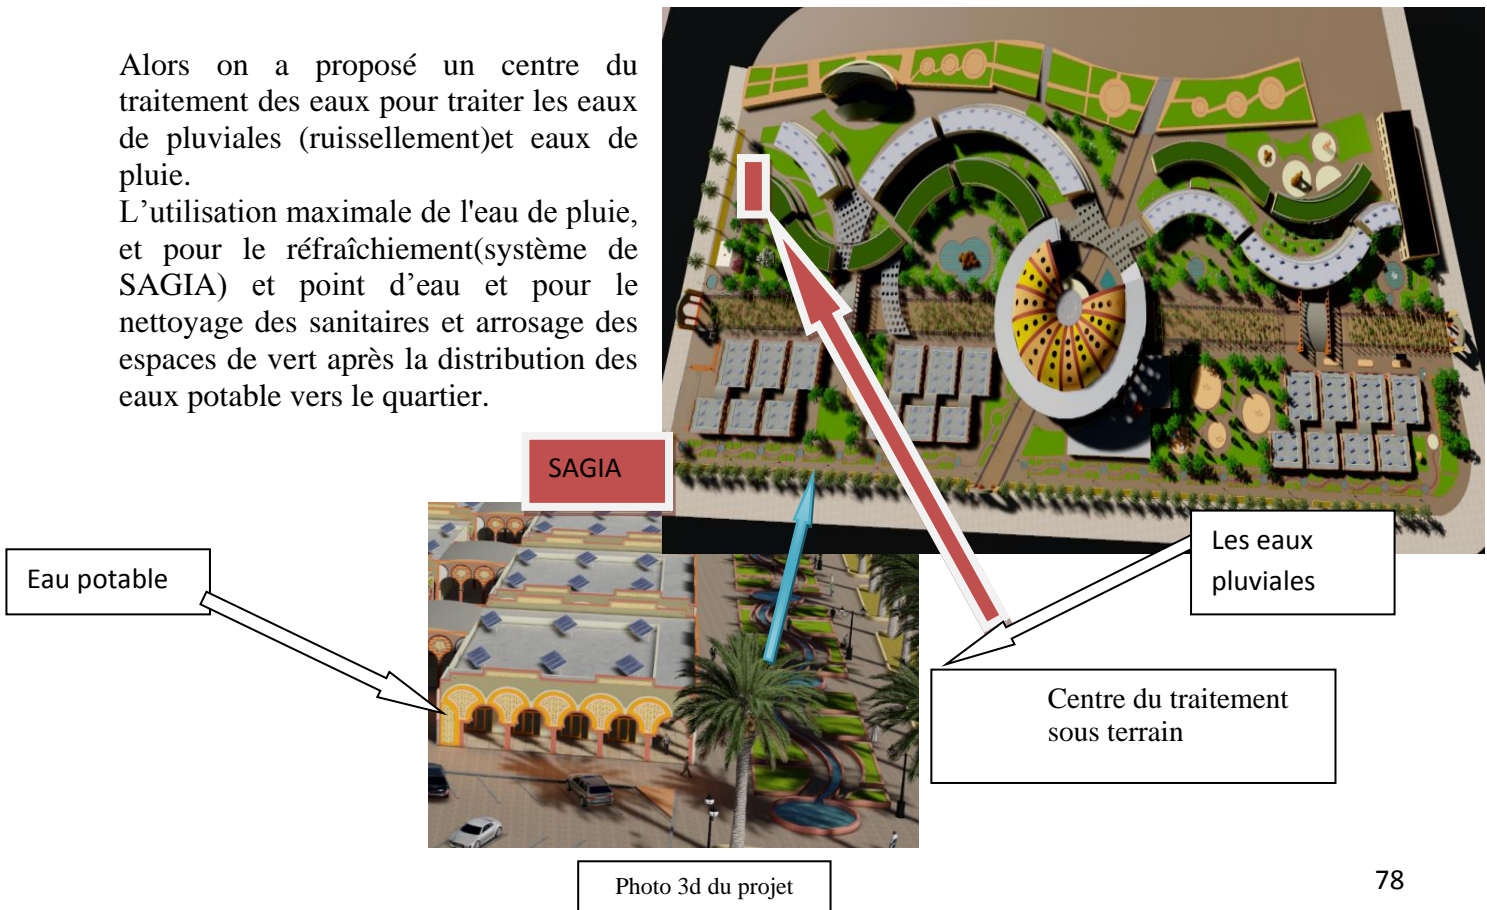 Alors on a proposé un centre du
traitement des eaux pour traiter les eaux
de pluviales (ruissellement)et eaux de
pluie.
L’utilisation maximale de l'eau de pluie,
et pour le réfraîchiement(système de
SAGIA) et point d’eau et pour le
nettoyage des sanitaires et arrosage des
espaces de vert après la distribution des
eaux potable vers le quartier.
SAGIA
Les eaux
pluviales
Eau potable
Centre du traitement
sous terrain
Photo 3d du projet
78